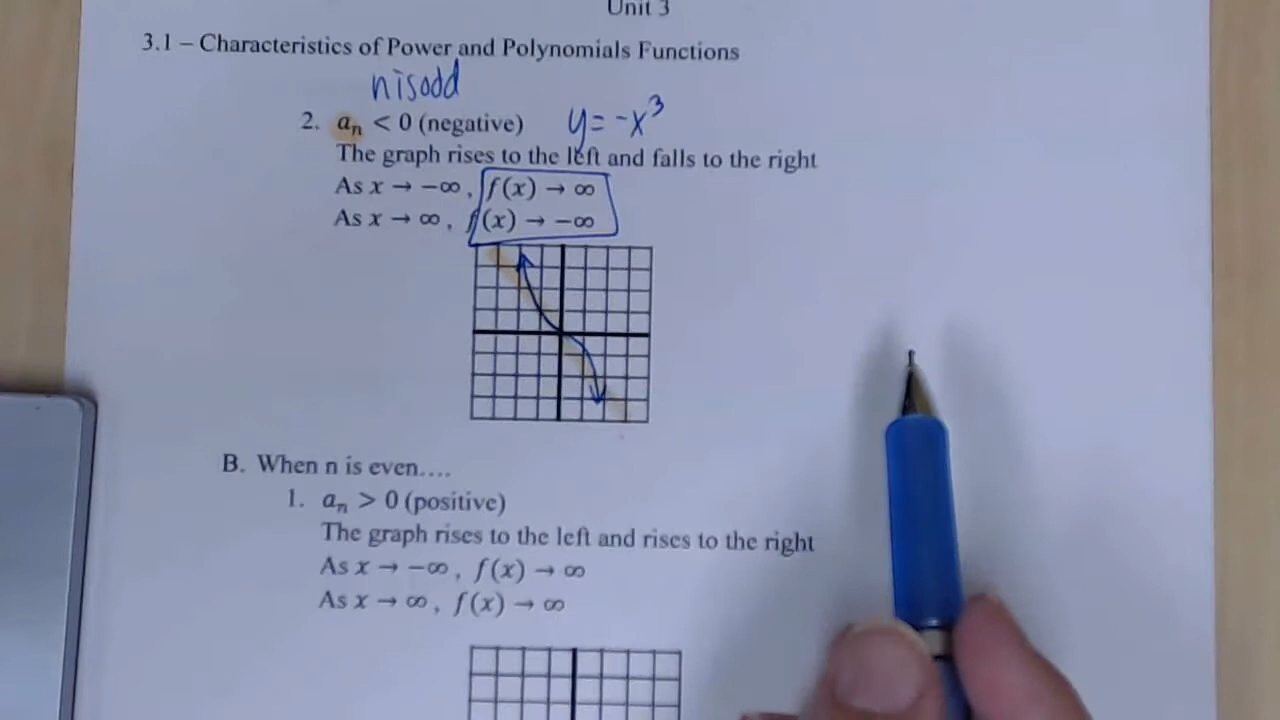 Unit 3
3.1 – Characteristics of Power and Polynomials Functions
n is odd
2. aₙ < 0 (negative) y = -x³
The graph rises to the left and falls to the right
As x → −∞, f(x) → ∞
As x → ∞, f(x) → −∞
B. When n is even....
1. aₙ > 0 (positive)
The graph rises to the left and rises to the right
As x → −∞, f(x) → ∞
As x → ∞, f(x) → ∞